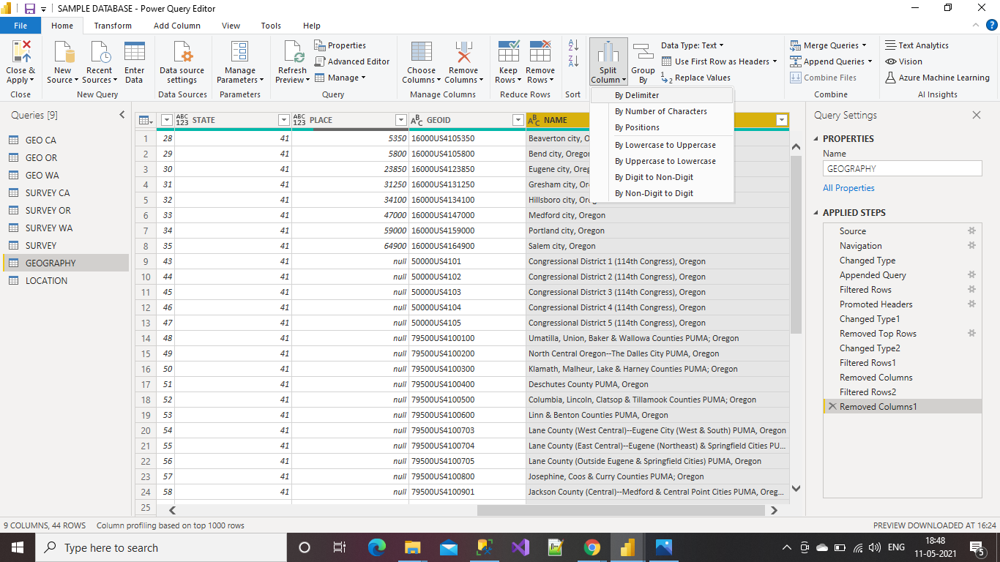 SAMPLE DATABASE - Power Query Editor
File Home Transform Add Column View Tools Help
Close & Apply
Close
New Source
Recent Sources
Enter Data
New Query
Data source settings
Data Sources
Manage Parameters
Parameters
Refresh Preview
Properties
Advanced Editor
Manage
Query
Choose Columns
Remove Columns
Manage Columns
Keep Rows
Remove Rows
Reduce Rows
Sort
Split Column
Group By
Data Type: Text
Use First Row as Headers
Replace Values
Merge Queries
Append Queries
Combine Files
Combine
Text Analytics
Vision
Azure Machine Learning
AI Insights
By Delimiter
By Number of Characters
By Positions
By Lowercase to Uppercase
By Uppercase to Lowercase
By Digit to Non-Digit
By Non-Digit to Digit
Queries [9]
GEO CA
GEO OR
GEO WA
SURVEY CA
SURVEY OR
SURVEY WA
SURVEY
GEOGRAPHY
LOCATION
ABC 123 STATE ABC 123 PLACE ABC GEOID ABC NAME
1 28 41 5350 16000US4105350 Beaverton city, O
2 29 41 5800 16000US4105800 Bend city, Oregon
3 30 41 23850 16000US4123850 Eugene city, Oreg
4 31 41 31250 16000US4131250 Gresham city, Or
5 32 41 34100 16000US4134100 Hillsboro city, Or
6 33 41 47000 16000US4147000 Medford city, Oregon
7 34 41 59000 16000US4159000 Portland city, Oregon
8 35 41 64900 16000US4164900 Salem city, Oregon
9 43 41 null 50000US4101 Congressional District 1 (114th Congress), Oregon
10 44 41 null 50000US4102 Congressional District 2 (114th Congress), Oregon
11 45 41 null 50000US4103 Congressional District 3 (114th Congress), Oregon
12 46 41 null 50000US4104 Congressional District 4 (114th Congress), Oregon
13 47 41 null 50000US4105 Congressional District 5 (114th Congress), Oregon
14 48 41 null 79500US4100100 Umatilla, Union, Baker & Wallowa Counties PUMA; Oregon
15 49 41 null 79500US4100200 North Central Oregon--The Dalles City PUMA, Oregon
16 50 41 null 79500US4100300 Klamath, Malheur, Lake & Harney Counties PUMA; Oregon
17 51 41 null 79500US4100400 Deschutes County PUMA, Oregon
18 52 41 null 79500US4100500 Columbia, Lincoln, Clatsop & Tillamook Counties PUMA; Oregon
19 53 41 null 79500US4100600 Linn & Benton Counties PUMA, Oregon
20 54 41 null 79500US4100703 Lane County (West Central)--Eugene City (West & South) PUMA, Oregon
21 55 41 null 79500US4100704 Lane County (East Central)--Eugene (Northeast) & Springfield Cities PU...
22 56 41 null 79500US4100705 Lane County (Outside Eugene & Springfield Cities) PUMA, Oregon
23 57 41 null 79500US4100800 Josephine, Coos & Curry Counties PUMA; Oregon
24 58 41 null 79500US4100901 Jackson County (Central)--Medford & Central Point Cities PUMA, Oreg...
25
Query Settings
PROPERTIES
Name
GEOGRAPHY
All Properties
APPLIED STEPS
Source
Navigation
Changed Type
Appended Query
Filtered Rows
Promoted Headers
Changed Type1
Removed Top Rows
Changed Type2
Filtered Rows1
Removed Columns
Filtered Rows2
Removed Columns1
9 COLUMNS, 44 ROWS Column profiling based on top 1000 rows PREVIEW DOWNLOADED AT 16:24
Type here to search
ENG
18:48
11-05-2021
5